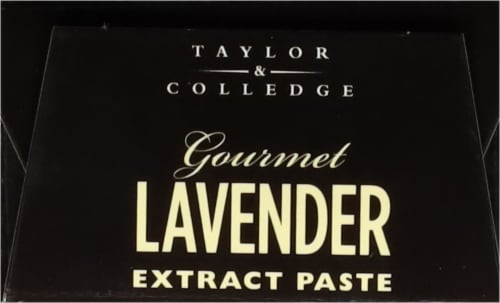 TAYLOR
&
COLLEDGE
Gourmet
LAVENDER
EXTRACT PASTE